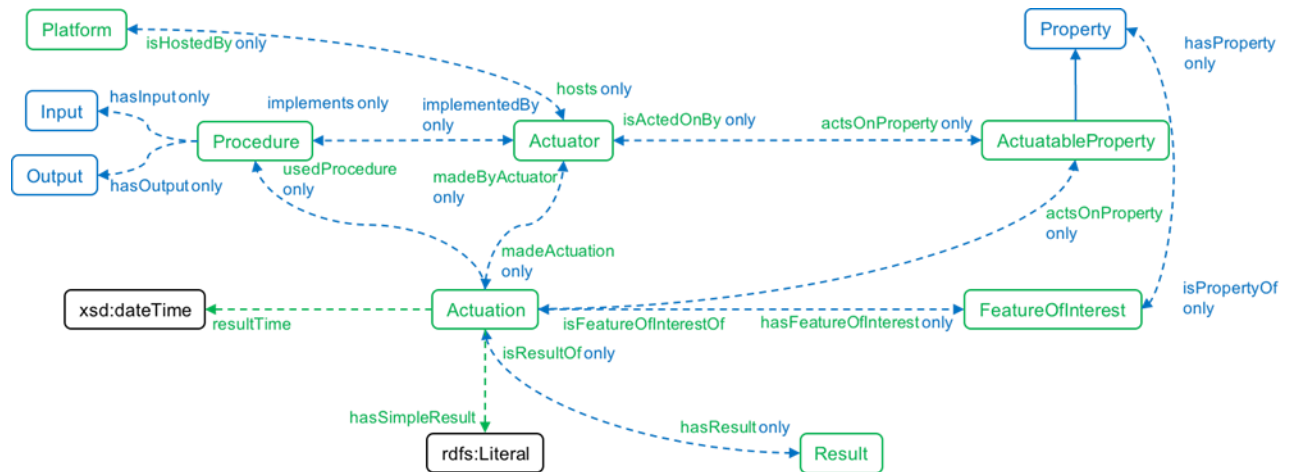 Platform
Property
isHostedBy only
hasProperty
only
Input
hasInput only
implements only
implementedBy
only
hosts only
isActedOnBy only
actsOnProperty only
Procedure
Actuator
ActuatableProperty
Output
hasOutput only
usedProcedure
only
madeByActuator
only
actsOnProperty
only
madeActuation
only
isPropertyOf
only
xsd:dateTime
resultTime
Actuation
isFeatureOfInterestOf
hasFeatureOfInterest only
FeatureOfInterest
isResultOf only
hasSimpleResult
hasResult only
rdfs:Literal
Result